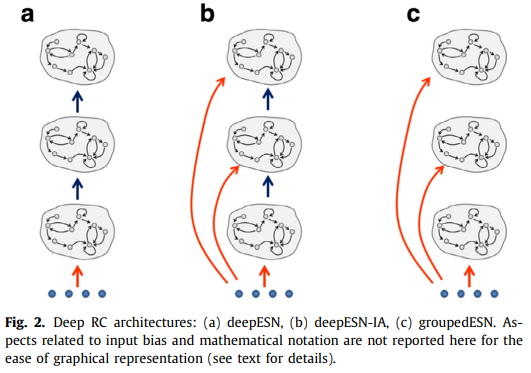 a
b
c
Fig. 2. Deep RC architectures: (a) deepESN, (b) deepESN-IA, (c) groupedESN. As-
pects related to input bias and mathematical notation are not reported here for the
ease of graphical representation (see text for details).